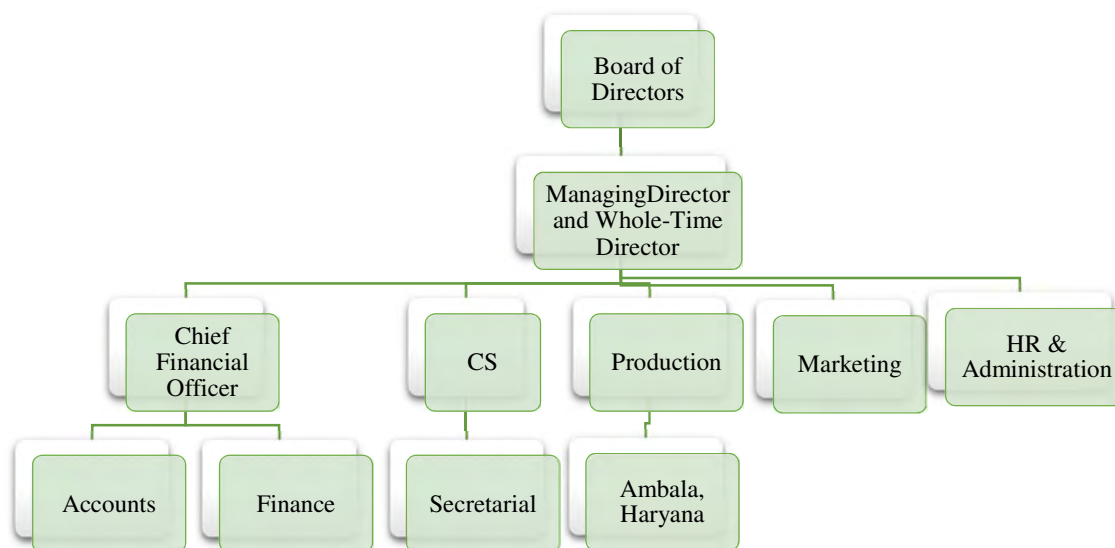 Board of
Directors
ManagingDirector
and Whole-Time
Director
Chief
Financial
Officer
CS
Production
Marketing
HR &
Administration
Accounts
Finance
Secretarial
Ambala,
Haryana